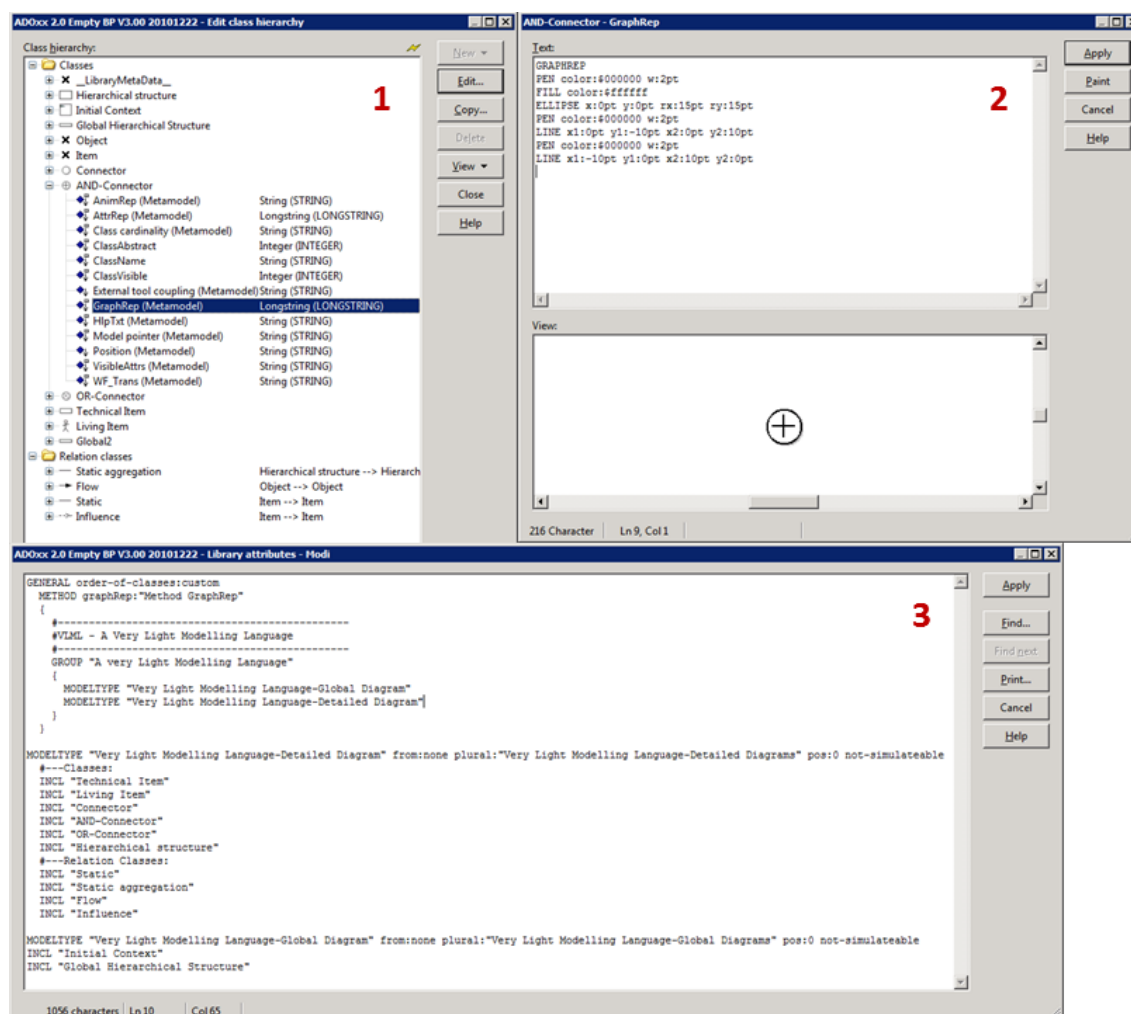 ADOxx 2.0 Empty BP V3.00 20101222 - Edit class hierarchy
Class hierarchy:
Classes
__LibraryMetaData__
Hierarchical structure
Initial Context
Global Hierarchical Structure
Object
Item
Connector
AND-Connector
AnimRep (Metamodel) String (STRING)
AttrRep (Metamodel) Longstring (LONGSTRING)
Class cardinality (Metamodel) String (STRING)
ClassAbstract Integer (INTEGER)
ClassName String (STRING)
ClassVisible Integer (INTEGER)
External tool coupling (Metamodel) String (STRING)
GraphRep (Metamodel) Longstring (LONGSTRING)
HlpTxt (Metamodel) String (STRING)
Model pointer (Metamodel) String (STRING)
Position (Metamodel) String (STRING)
VisibleAttrs (Metamodel) String (STRING)
WF_Trans (Metamodel) String (STRING)
OR-Connector
Technical Item
Living Item
Global2
Relation classes
Static aggregation Hierarchical structure --> Hierarch
Flow Object --> Object
Static Item --> Item
Influence Item --> Item
New
Edit...
Copy...
Delete
View
Close
Help
1
AND-Connector - GraphRep
Text:
GRAPHREP
PEN color:$000000 w:2pt
FILL color:$ffffff
ELLIPSE x:0pt y:0pt rx:15pt ry:15pt
PEN color:$000000 w:2pt
LINE x1:0pt y1:-10pt x2:0pt y2:10pt
PEN color:$000000 w:2pt
LINE x1:-10pt y1:0pt x2:10pt y2:0pt
2
Apply
Paint
Cancel
Help
View:
216 Character Ln 9, Col 1
ADOxx 2.0 Empty BP V3.00 20101222 - Library attributes - Modi
GENERAL order-of-classes:custom
METHOD graphRep:"Method GraphRep"
{
#-----------------------------------------------
#VLML - A Very Light Modelling Language
#-----------------------------------------------
GROUP "A very Light Modelling Language"
{
MODELTYPE "Very Light Modelling Language-Global Diagram"
MODELTYPE "Very Light Modelling Language-Detailed Diagram"
}
}
MODELTYPE "Very Light Modelling Language-Detailed Diagram" from:none plural:"Very Light Modelling Language-Detailed Diagrams" pos:0 not-simulateable
#---Classes:
INCL "Technical Item"
INCL "Living Item"
INCL "Connector"
INCL "AND-Connector"
INCL "OR-Connector"
INCL "Hierarchical structure"
#---Relation Classes:
INCL "Static"
INCL "Static aggregation"
INCL "Flow"
INCL "Influence"
MODELTYPE "Very Light Modelling Language-Global Diagram" from:none plural:"Very Light Modelling Language-Global Diagrams" pos:0 not-simulateable
INCL "Initial Context"
INCL "Global Hierarchical Structure"
3
Apply
Find...
Find next
Print...
Cancel
Help
1056 characters Ln 10 Col 65